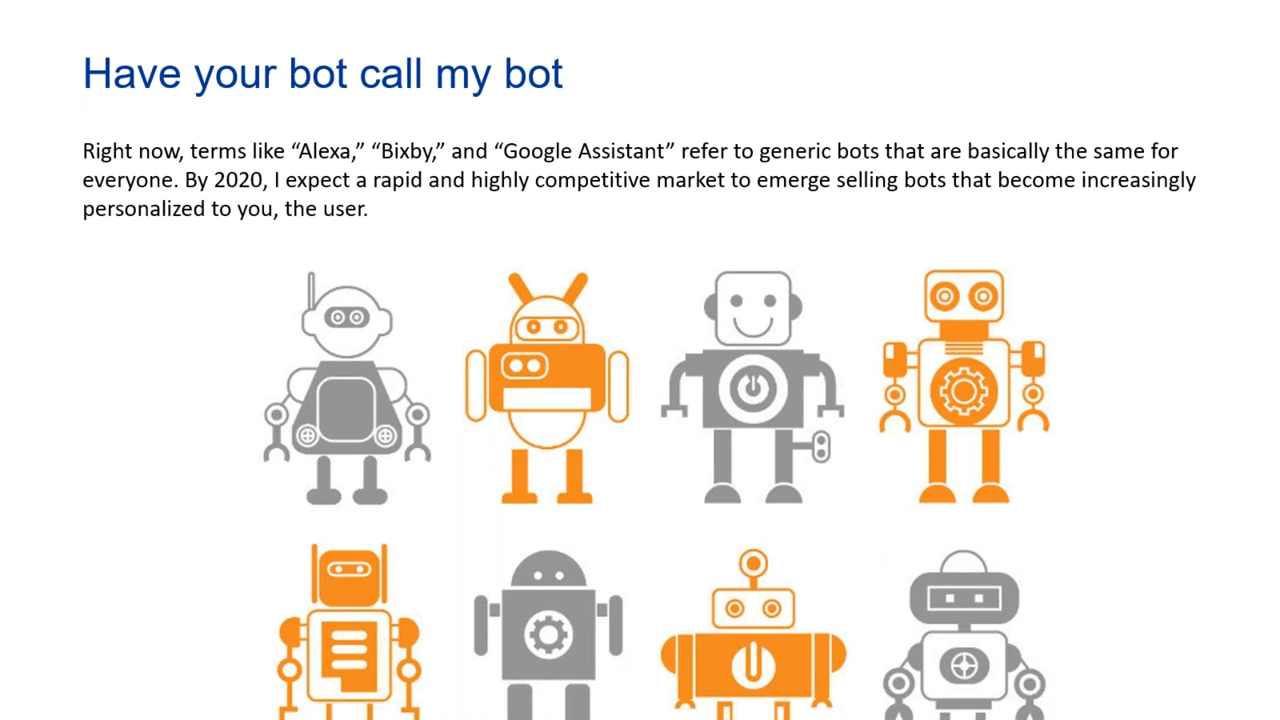 Have your bot call my bot
Right now, terms like “Alexa,” “Bixby,” and “Google Assistant” refer to generic bots that are basically the same for
everyone. By 2020, I expect a rapid and highly competitive market to emerge selling bots that become increasingly
personalized to you, the user.